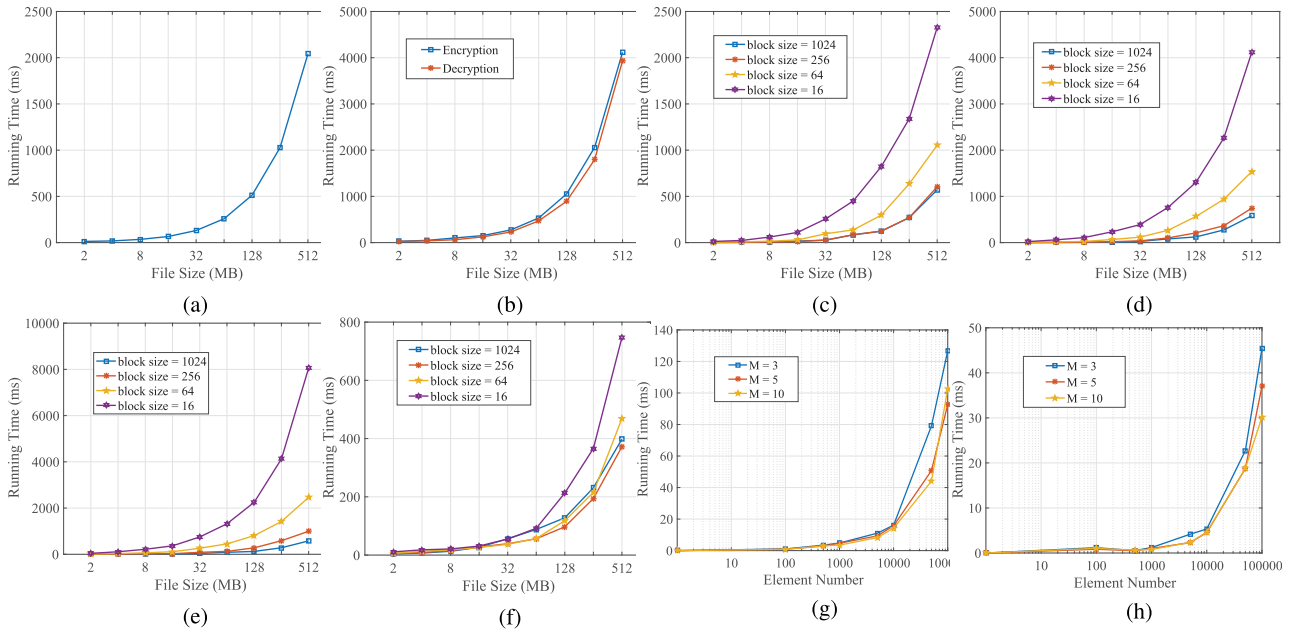 2500
2000
1500
1000
500
0
Running Time (ms)
2 8 32 128 512
File Size (MB)
(a)
5000
4000
3000
2000
1000
0
Running Time (ms)
Encryption
Decryption
2 8 32 128 512
File Size (MB)
(b)
2500
2000
1500
1000
500
0
Running Time (ms)
block size = 1024
block size = 256
block size = 64
block size = 16
2 8 32 128 512
File Size (MB)
(c)
5000
4000
3000
2000
1000
0
Running Time (ms)
block size = 1024
block size = 256
block size = 64
block size = 16
2 8 32 128 512
File Size (MB)
(d)
10000
8000
6000
4000
2000
0
Running Time (ms)
block size = 1024
block size = 256
block size = 64
block size = 16
2 8 32 128 512
File Size (MB)
(e)
800
600
400
200
0
Running Time (ms)
block size = 1024
block size = 256
block size = 64
block size = 16
2 8 32 128 512
File Size (MB)
(f)
140
120
100
80
60
40
20
0
Running Time (ms)
M = 3
M = 5
M = 10
10 100 1000 10000 1000
Element Number
(g)
50
40
30
20
10
0
Running Time (ms)
M = 3
M = 5
M = 10
10 100 1000 10000 100000
Element Number
(h)